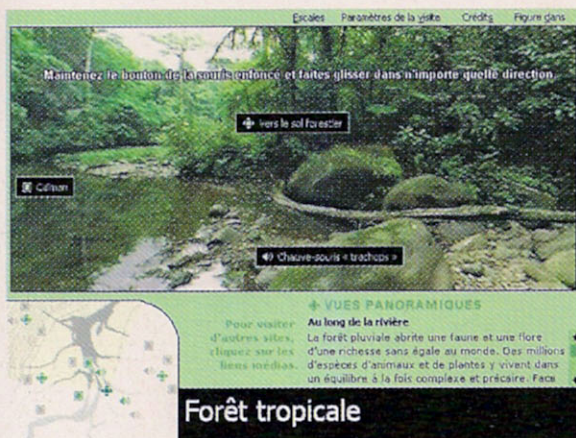 Escales Paramètres de la visite Crédits Figure dans
Maintenez le bouton de la souris enfoncé et faites glisser dans n'importe quelle direction.
Vers le sol forestier
Caïman
Chauve-souris « trachops »
VUES PANORAMIQUES
Pour visiter
d'autres sites,
cliquez sur les
liens médias.
Au long de la rivière
La forêt pluviale abrite une faune et une flore
d'une richesse sans égale au monde. Des millions
d'espèces d'animaux et de plantes y vivent dans
un équilibre à la fois complexe et précaire. Face
Forêt tropicale